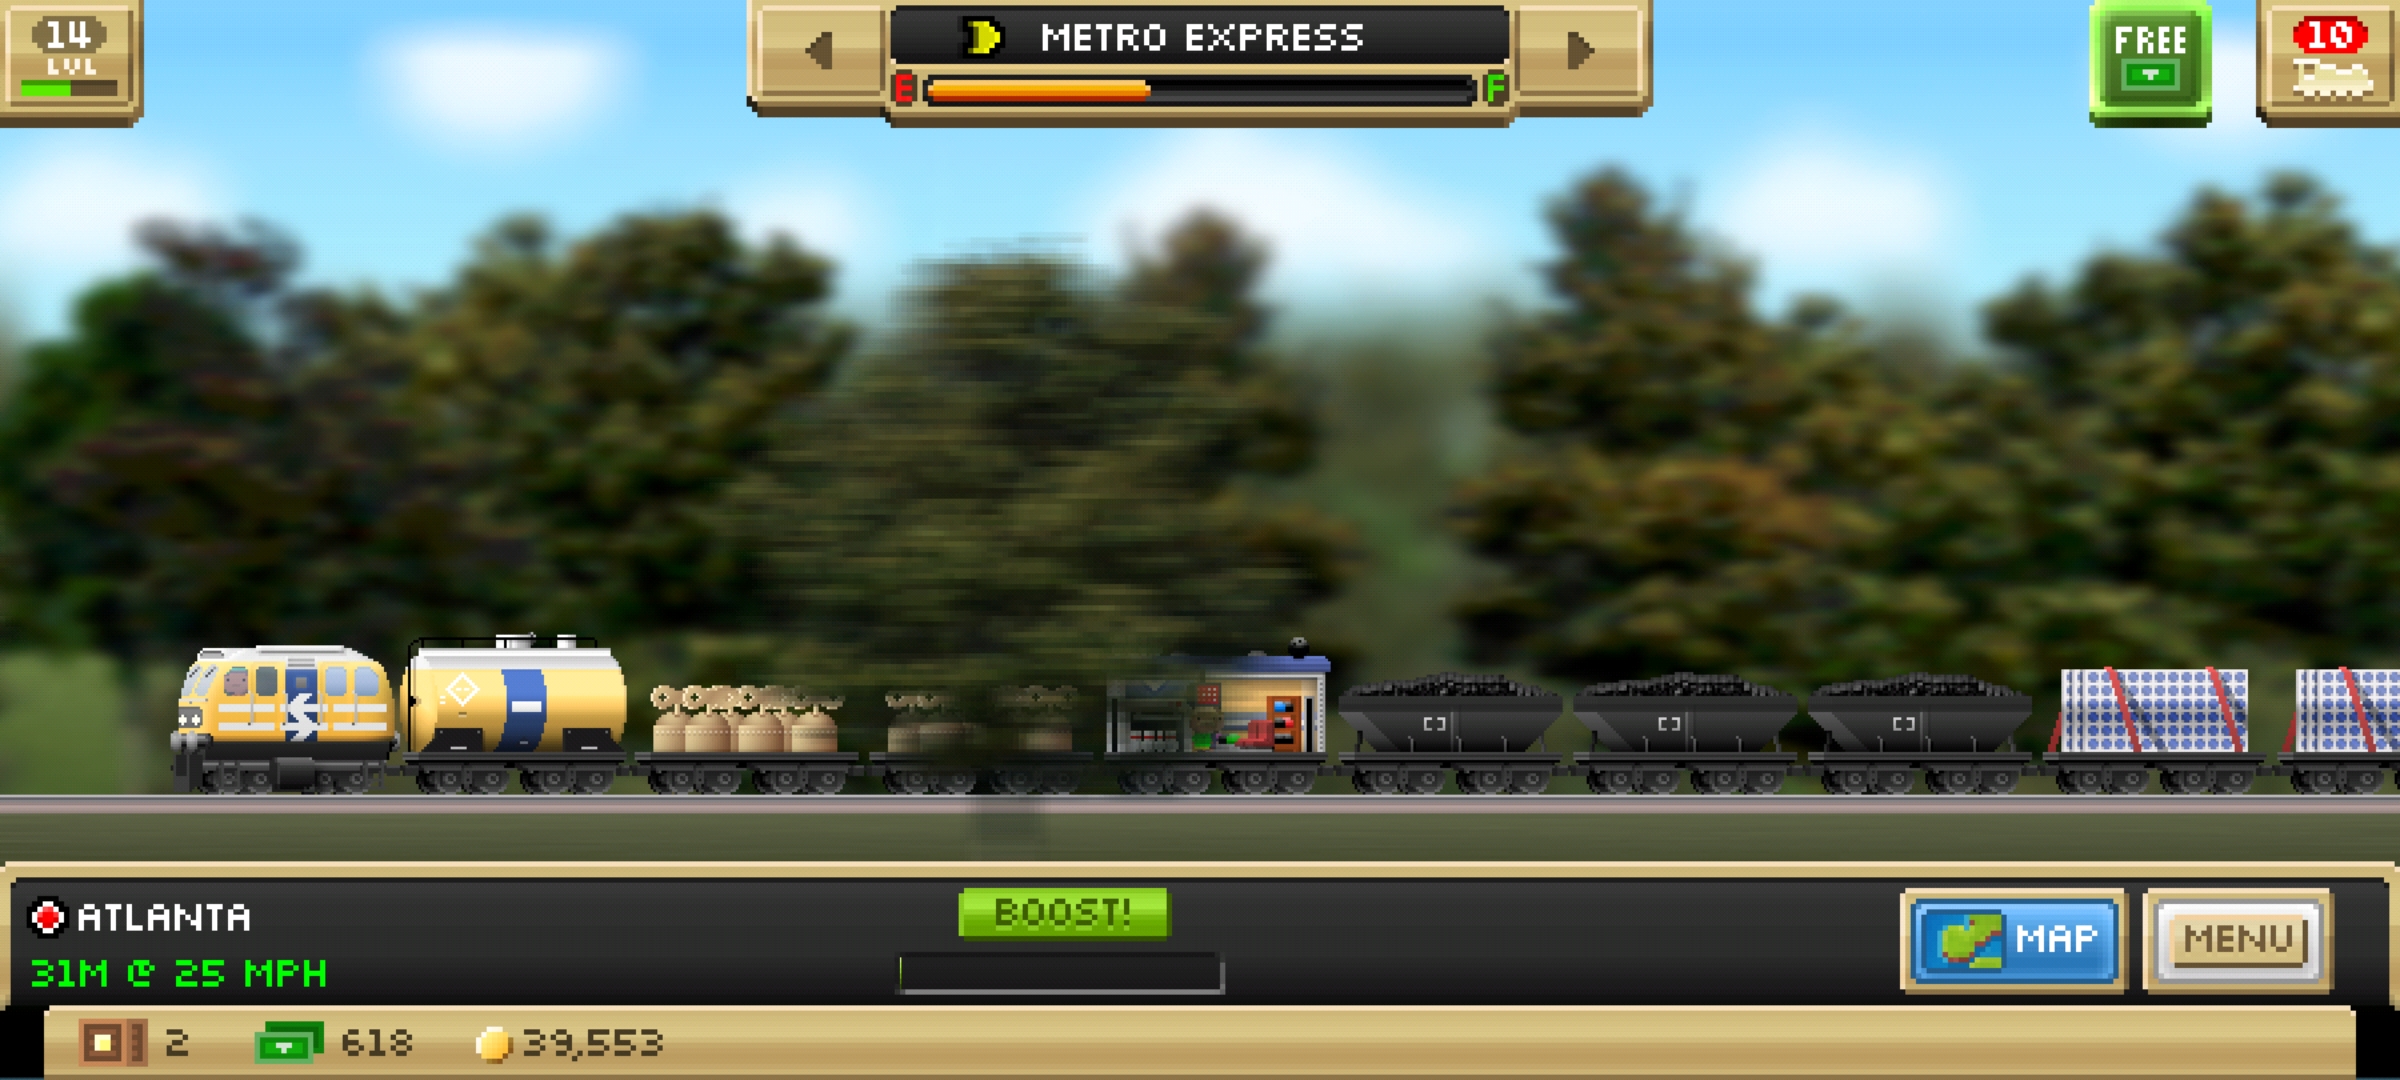 14
LVL
METRO EXPRESS
E F
FREE
10
ATLANTA
31M @ 25 MPH
BOOST!
MAP
MENU
2
618
39,553